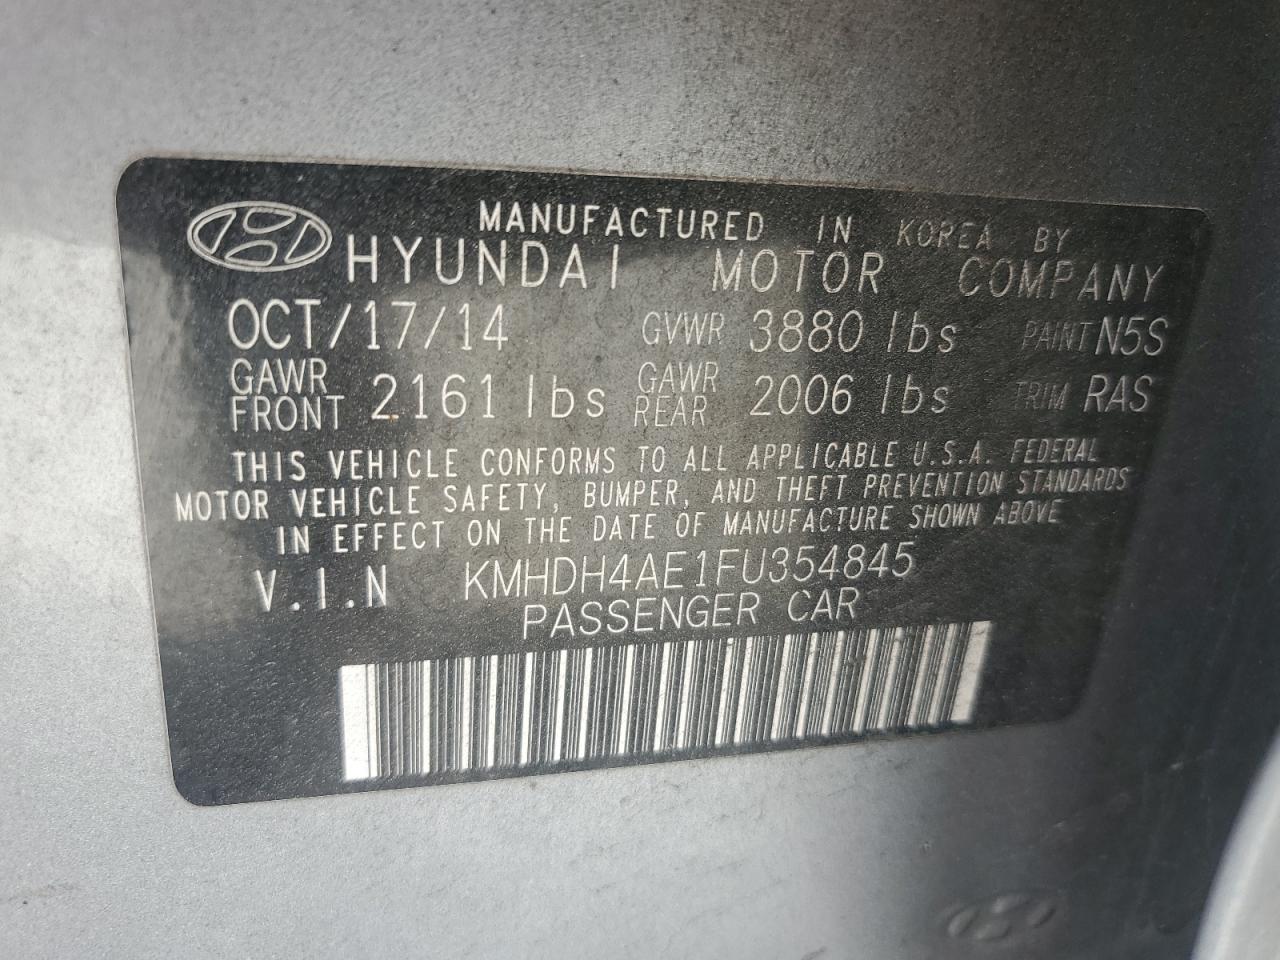 MANUFACTURED IN KOREA BY
HYUNDAI MOTOR COMPANY
OCT/17/14 GVWR 3880 lbs PAINT N5S
GAWR FRONT 2161 lbs GAWR REAR 2006 lbs TRIM RAS
THIS VEHICLE CONFORMS TO ALL APPLICABLE U.S.A. FEDERAL
MOTOR VEHICLE SAFETY, BUMPER, AND THEFT PREVENTION STANDARDS
IN EFFECT ON THE DATE OF MANUFACTURE SHOWN ABOVE
V.I.N KMHDH4AE1FU354845
PASSENGER CAR